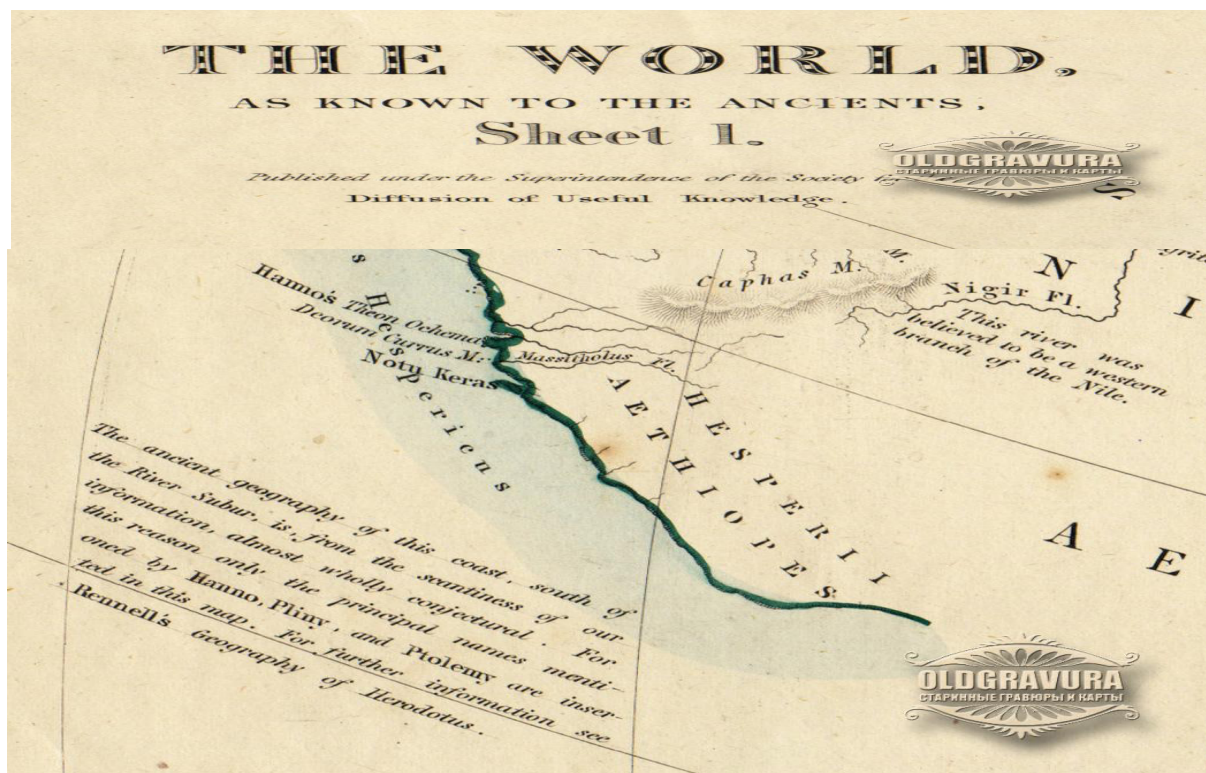 THE WORLD,
AS KNOWN TO THE ANCIENTS,
Sheet 1.
Published under the Superintendence of the Society
Diffusion of Useful Knowledge.
OLDGRAVURA
СТАРИННЫЕ ГРАВЮРЫ И КАРТЫ
S
s Hespericus
Hanno's Theon Ochema
Deorum Currus M.
Notu Keras
Massitholus Fl.
Caphas M.
M.
N I
Nigir Fl.
This river was
believed to be a western
branch of the Nile.
HESPERII
AETHIOPES
A E
The ancient geography of this coast, south of
the River Subur, is, from the scantiness of our
information, almost wholly conjectural. For
this reason only the principal names menti-
oned by Hanno, Pliny, and Ptolemy are inser-
ted in this map. For further information see
Rennell's Geography of Herodotus.
OLDGRAVURA
СТАРИННЫЕ ГРАВЮРЫ И КАРТЫ